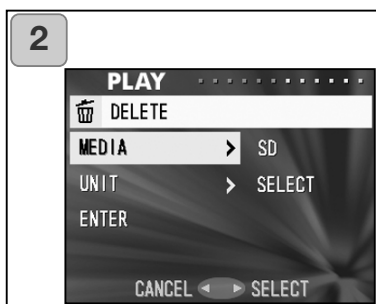 2
PLAY
DELETE
MEDIA > SD
UNIT > SELECT
ENTER
CANCEL ◄ ► SELECT